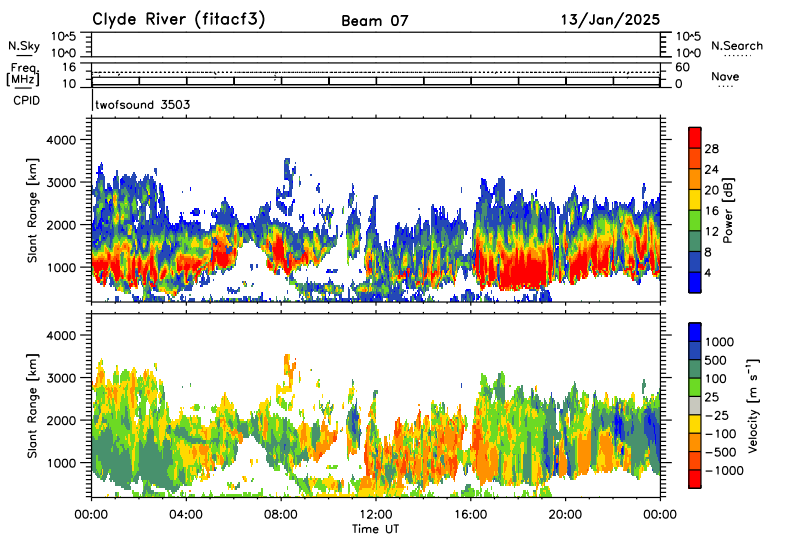 Clyde River (fitacf3) Beam 07 13/Jan/2025
N.Sky 10^5 10^5 N.Search
10^0 10^0
Freq. 16 60
[MHz] 10 0 Nave
CPID twofsound 3503
Slant Range [km]
4000
3000
2000
1000
Power [dB]
28
24
20
16
12
8
4
Slant Range [km]
4000
3000
2000
1000
Velocity [m s⁻¹]
1000
500
100
25
−25
−100
−500
−1000
00:00 04:00 08:00 12:00 16:00 20:00 00:00
Time UT